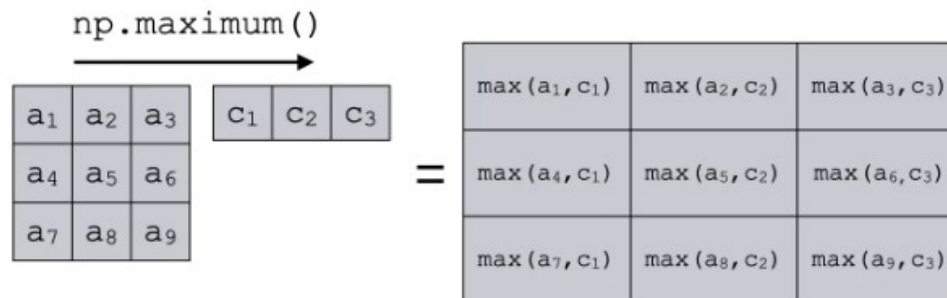 np.maximum()
a₁ a₂ a₃
a₄ a₅ a₆
a₇ a₈ a₉
c₁ c₂ c₃
=
max(a₁,c₁) max(a₂,c₂) max(a₃,c₃)
max(a₄,c₁) max(a₅,c₂) max(a₆,c₃)
max(a₇,c₁) max(a₈,c₂) max(a₉,c₃)